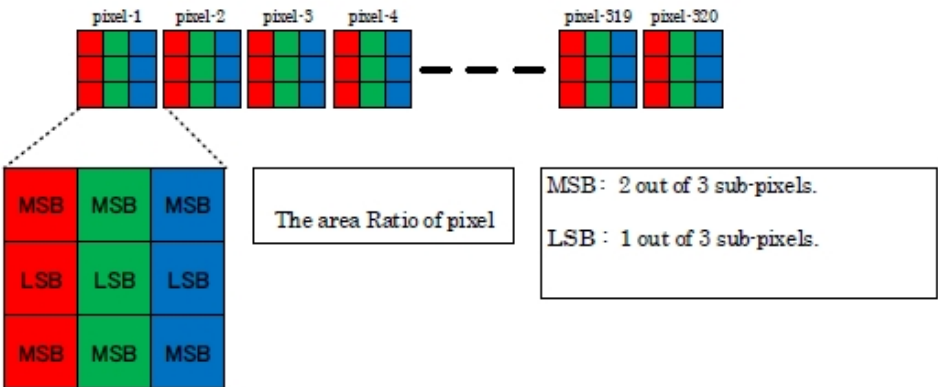 pixel-1 pixel-2 pixel-3 pixel-4 pixel-319 pixel-320
MSB MSB MSB
LSB LSB LSB
MSB MSB MSB
The area Ratio of pixel
MSB： 2 out of 3 sub-pixels.
LSB： 1 out of 3 sub-pixels.